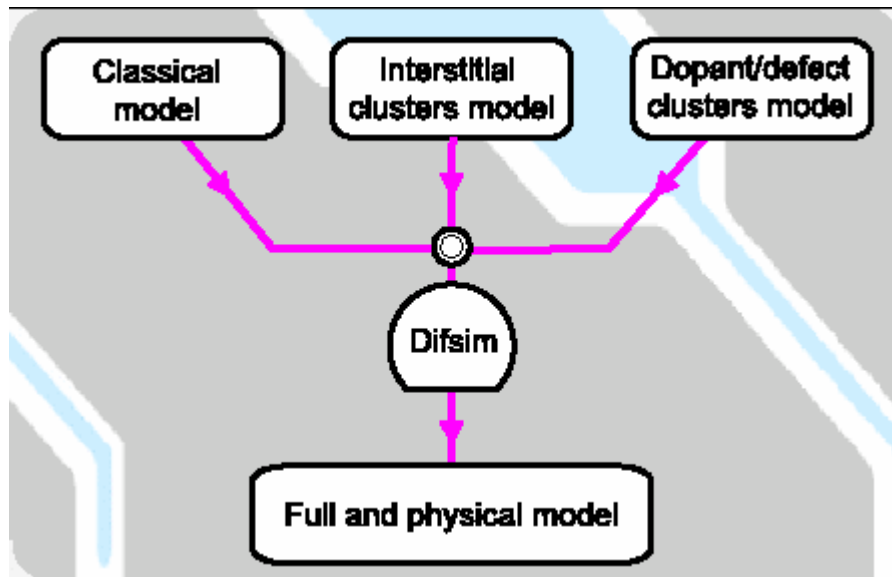 Classical
model
Interstitial
clusters model
Dopant/defect
clusters model
Difsim
Full and physical model